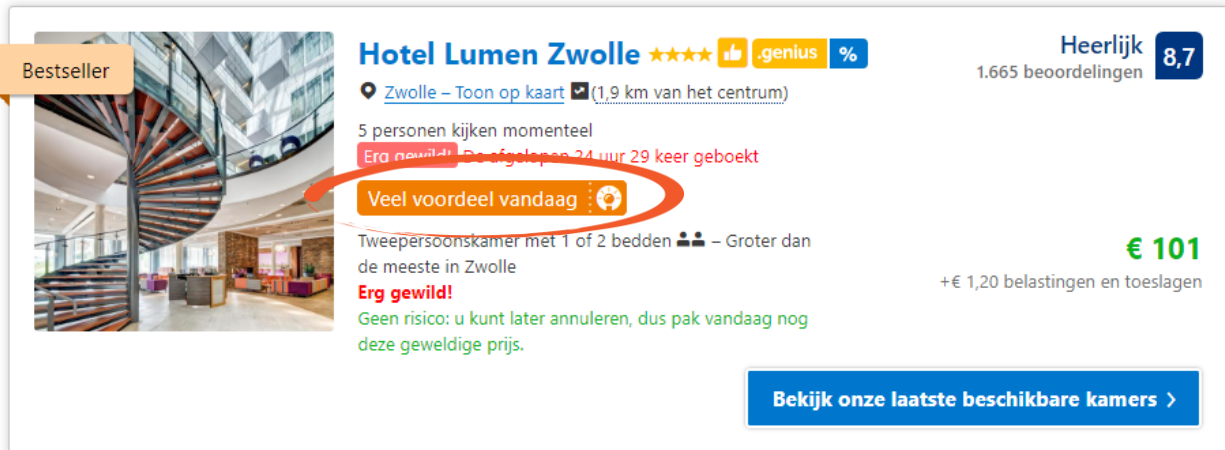 Bestseller
Hotel Lumen Zwolle .genius %
Zwolle – Toon op kaart (1,9 km van het centrum)
5 personen kijken momenteel
Erg gewild! De afgelopen 24 uur 29 keer geboekt
Veel voordeel vandaag
Tweepersoonskamer met 1 of 2 bedden – Groter dan
de meeste in Zwolle
Erg gewild!
Geen risico: u kunt later annuleren, dus pak vandaag nog
deze geweldige prijs.
Heerlijk 8,7
1.665 beoordelingen
€ 101
+€ 1,20 belastingen en toeslagen
Bekijk onze laatste beschikbare kamers